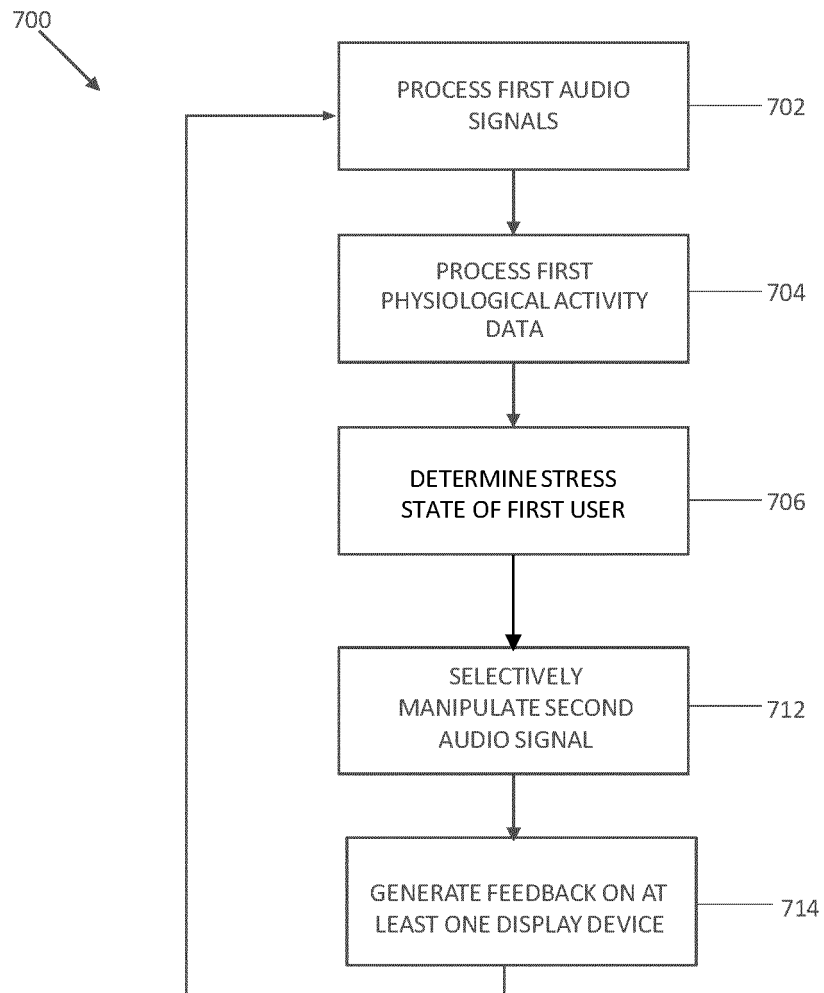 700
PROCESS FIRST AUDIO
SIGNALS
702
PROCESS FIRST
PHYSIOLOGICAL ACTIVITY
DATA
704
DETERMINE STRESS
STATE OF FIRST USER
706
SELECTIVELY
MANIPULATE SECOND
AUDIO SIGNAL
712
GENERATE FEEDBACK ON AT
LEAST ONE DISPLAY DEVICE
714